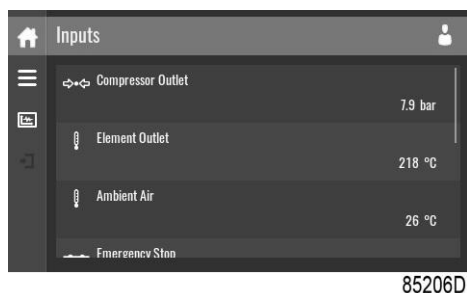 Inputs
Compressor Outlet
7.9 bar
Element Outlet
218 °C
Ambient Air
26 °C
Emergency Stop
85206D